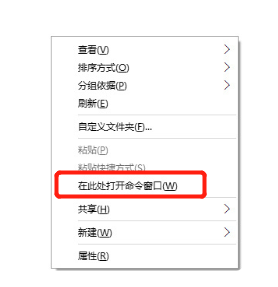 查看(V)
排序方式(O)
分组依据(P)
刷新(E)
自定义文件夹(F)...
粘贴(P)
粘贴快捷方式(S)
在此处打开命令窗口(W)
共享(H)
新建(W)
属性(R)